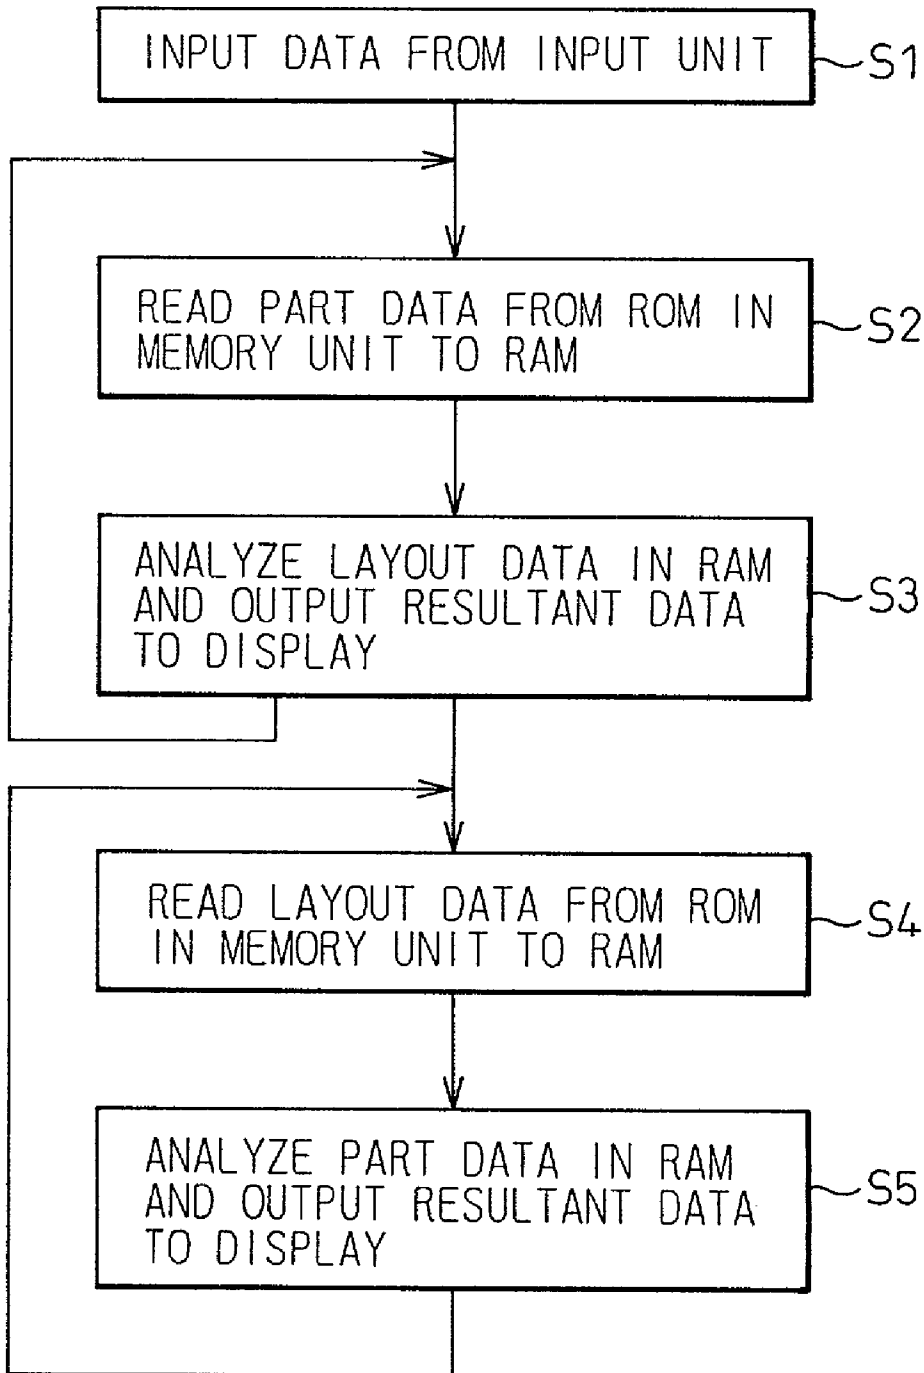 INPUT DATA FROM INPUT UNIT
S1
READ PART DATA FROM ROM IN
MEMORY UNIT TO RAM
S2
ANALYZE LAYOUT DATA IN RAM
AND OUTPUT RESULTANT DATA
TO DISPLAY
S3
READ LAYOUT DATA FROM ROM
IN MEMORY UNIT TO RAM
S4
ANALYZE PART DATA IN RAM
AND OUTPUT RESULTANT DATA
TO DISPLAY
S5